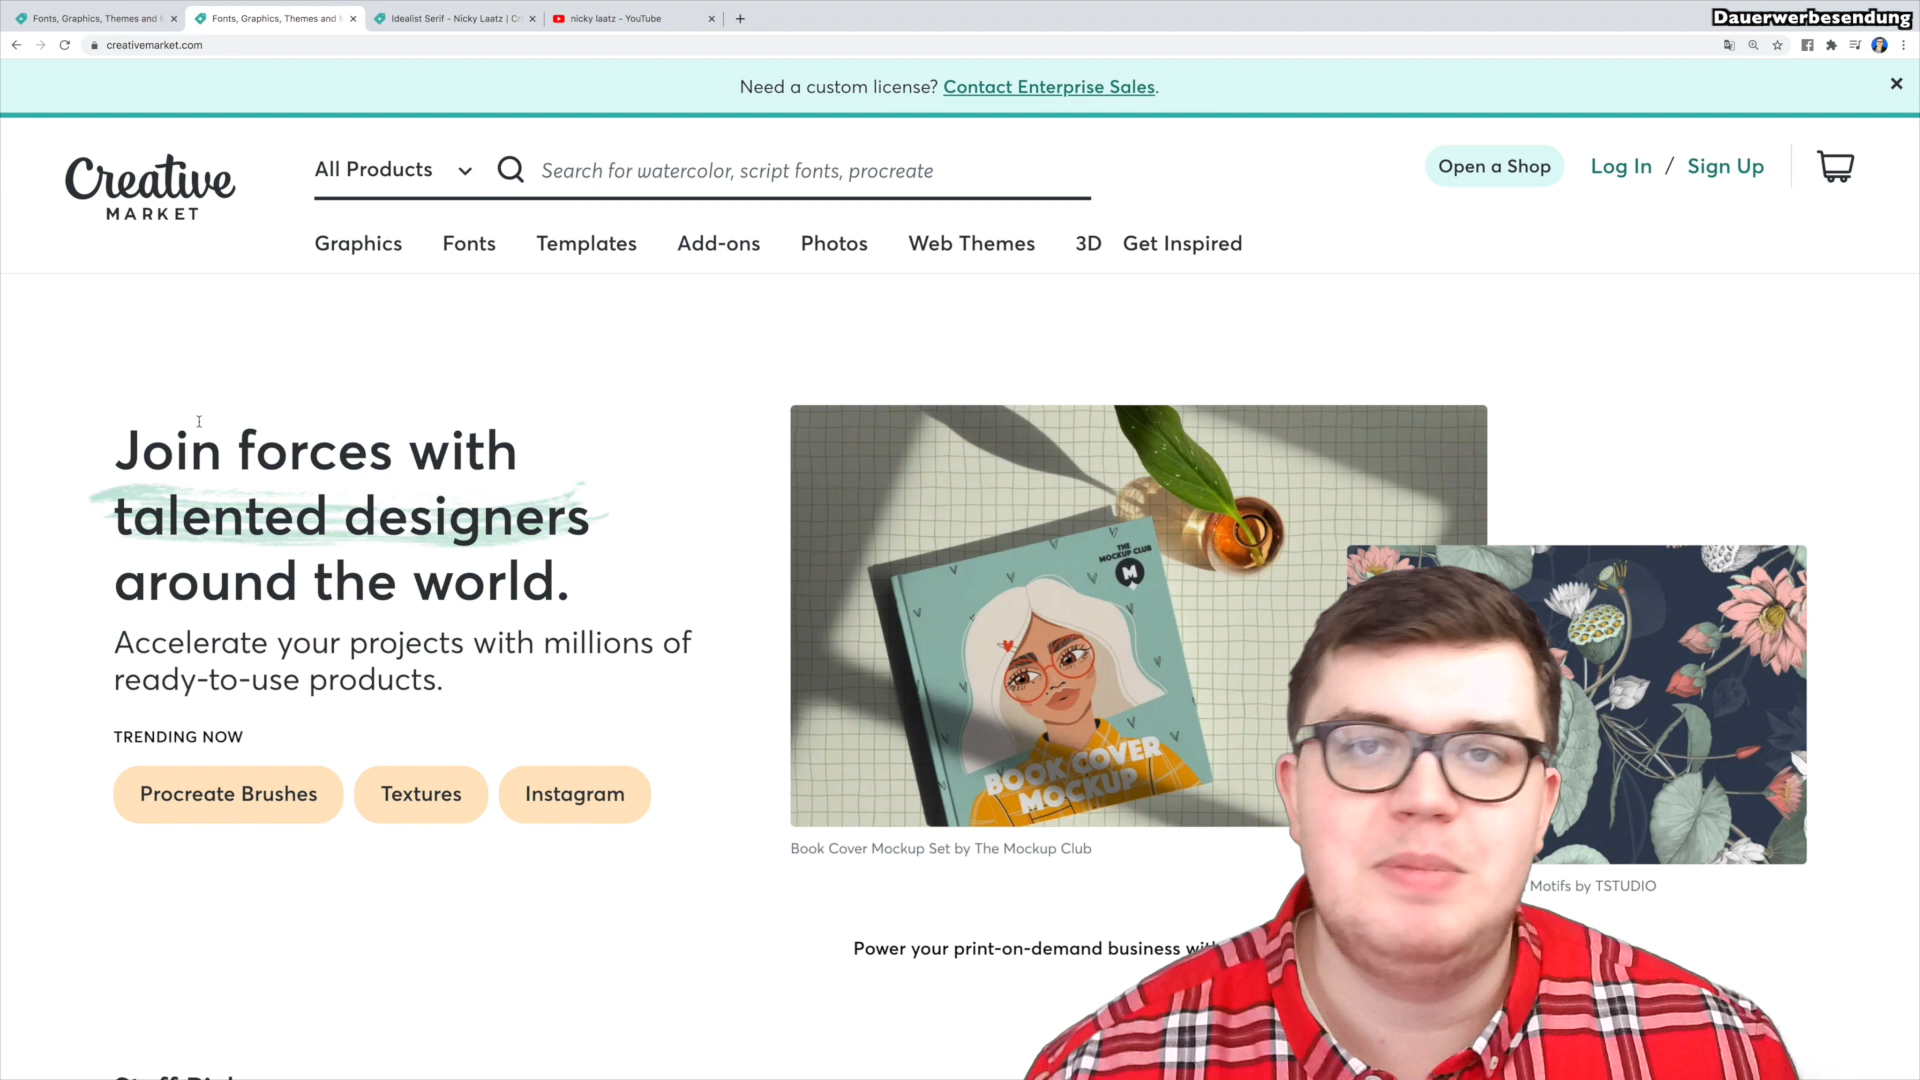 Fonts, Graphics, Themes and
Fonts, Graphics, Themes and
Idealist Serif - Nicky Laatz | Cr
nicky laatz - YouTube
Dauerwerbesendung
creativemarket.com
Need a custom license? Contact Enterprise Sales.
Creative
MARKET
All Products
Search for watercolor, script fonts, procreate
Open a Shop
Log In / Sign Up
Graphics Fonts Templates Add-ons Photos Web Themes 3D Get Inspired
Join forces with
talented designers
around the world.
Accelerate your projects with millions of
ready-to-use products.
TRENDING NOW
Procreate Brushes
Textures
Instagram
THE
MOCKUP CLUB
M
BOOK COVER
MOCKUP
Book Cover Mockup Set by The Mockup Club
Motifs by TSTUDIO
Power your print-on-demand business with